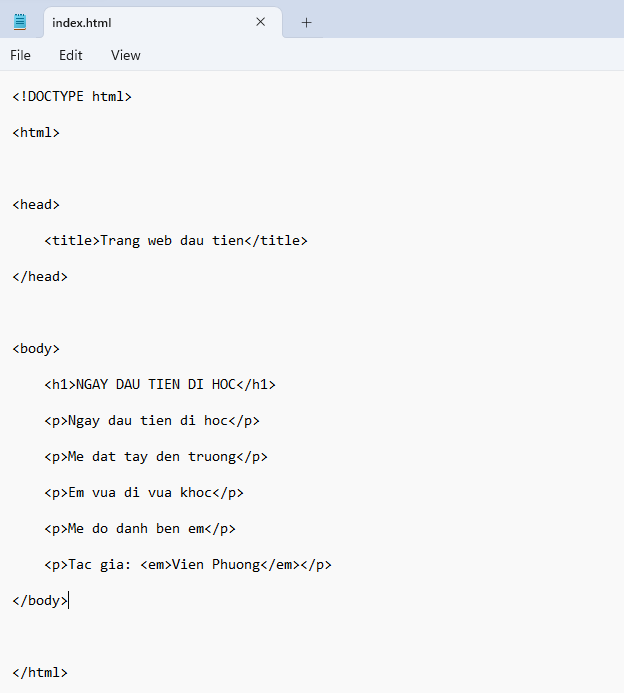 index.html
File Edit View
<!DOCTYPE html>
<html>
<head>
<title>Trang web dau tien</title>
</head>
<body>
<h1>NGAY DAU TIEN DI HOC</h1>
<p>Ngay dau tien di hoc</p>
<p>Me dat tay den truong</p>
<p>Em vua di vua khoc</p>
<p>Me do danh ben em</p>
<p>Tac gia: <em>Vien Phuong</em></p>
</body>
</html>